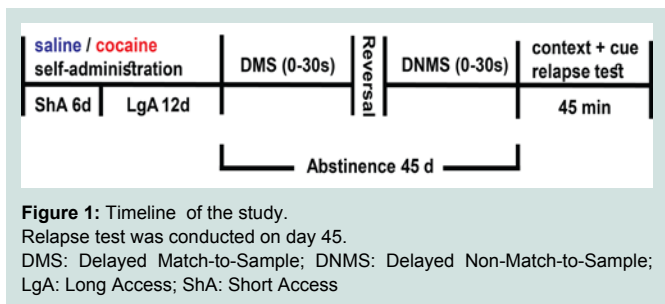 saline / cocaine
self-administration
DMS (0-30s)
Reversal
DNMS (0-30s)
context + cue
relapse test
ShA 6d
LgA 12d
45 min
Abstinence 45 d
Figure 1: Timeline of the study.
Relapse test was conducted on day 45.
DMS: Delayed Match-to-Sample; DNMS: Delayed Non-Match-to-Sample;
LgA: Long Access; ShA: Short Access